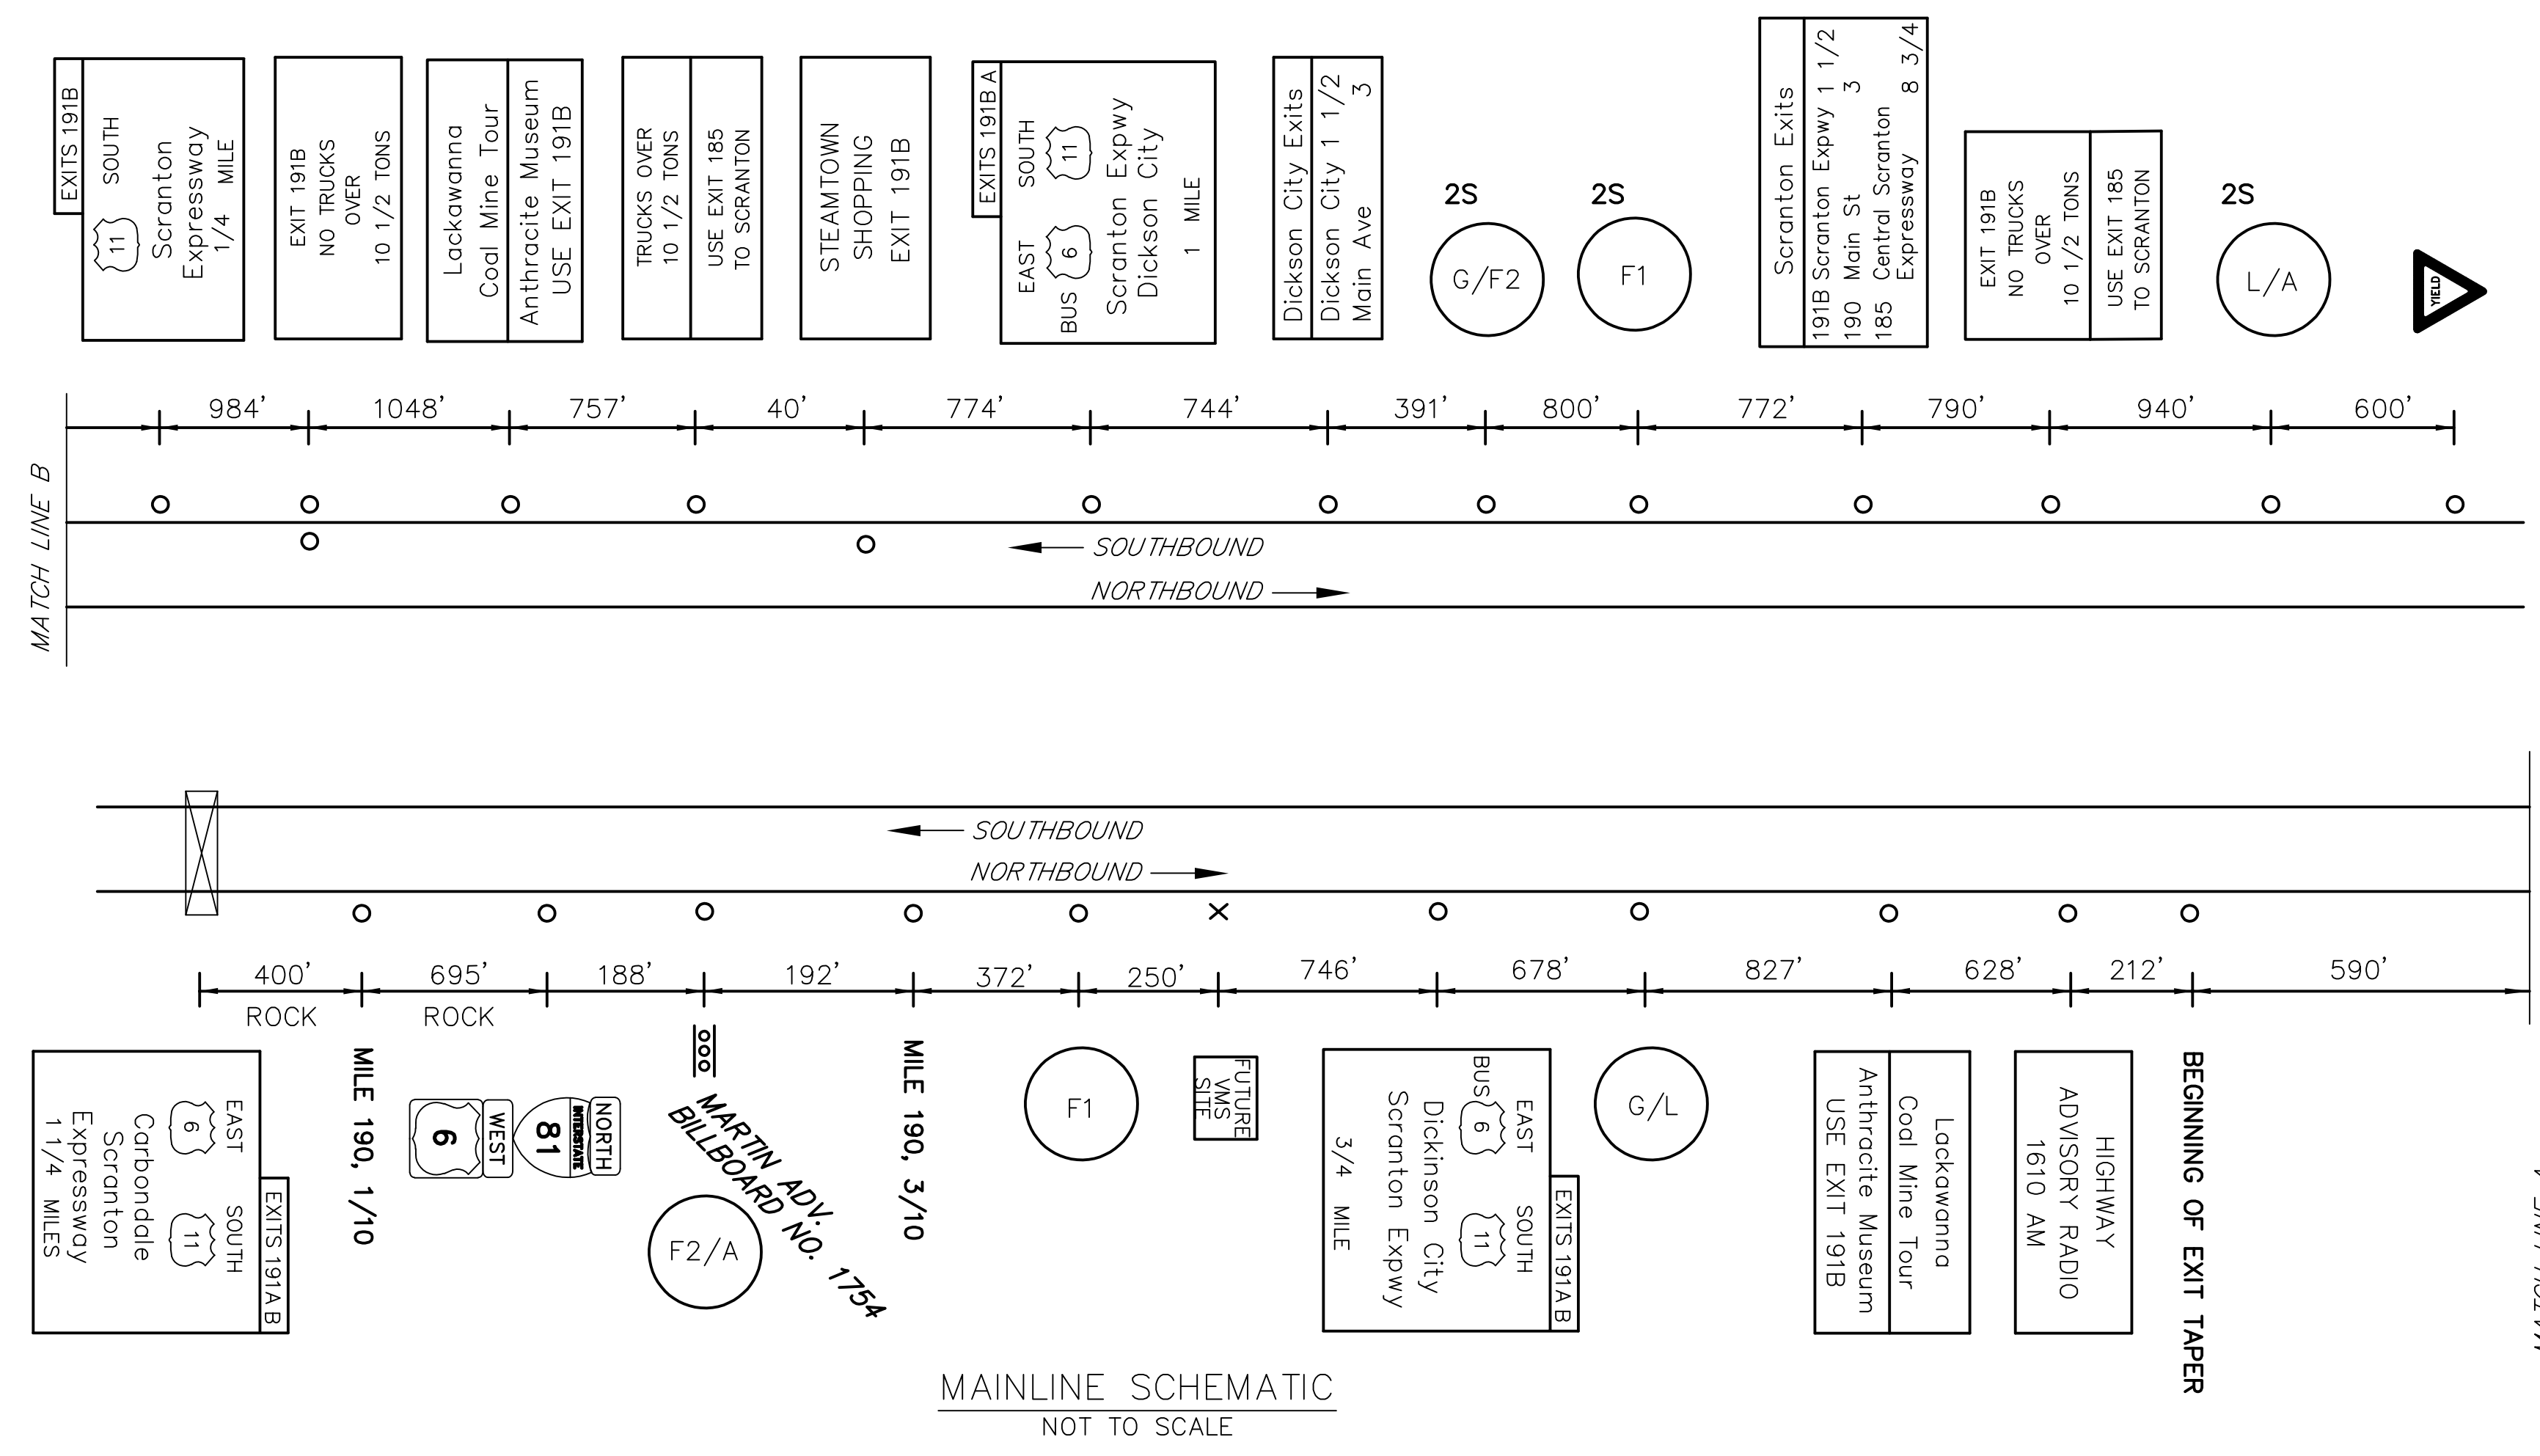 EXITS 191B
SOUTH
11
Scranton
Expressway
1/4 MILE
EXIT 191B
NO TRUCKS
OVER
10 1/2 TONS
Lackawanna
Coal Mine Tour
Anthracite Museum
USE EXIT 191B
TRUCKS OVER
10 1/2 TONS
USE EXIT 185
TO SCRANTON
STEAMTOWN
SHOPPING
EXIT 191B
EXITS 191B A
EAST SOUTH
BUS 6 11
Scranton Expwy
Dickson City
1 MILE
Dickson City Exits
Dickson City 1 1/2
Main Ave 3
2S
G/F2
2S
F1
Scranton Exits
191B Scranton Expwy 1 1/2
190 Main St 3
185 Central Scranton
Expressway 8 3/4
EXIT 191B
NO TRUCKS
OVER
10 1/2 TONS
USE EXIT 185
TO SCRANTON
2S
L/A
YIELD
984' 1048' 757' 40' 774' 744' 391' 800' 772' 790' 940' 600'
MATCH LINE B
SOUTHBOUND
NORTHBOUND
SOUTHBOUND
NORTHBOUND
400' 695' 188' 192' 372' 250' 746' 678' 827' 628' 212' 590'
ROCK ROCK
EXITS 191A B
EAST SOUTH
6 11
Carbondale
Scranton
Expressway
1 1/4 MILES
MILE 190, 1/10
NORTH
INTERSTATE
81
WEST
6
MARTIN ADV.
BILLBOARD NO. 1754
F2/A
MILE 190, 3/10
F1
FUTURE
VMS
SITE
EXITS 191A B
EAST SOUTH
BUS 6 11
Dickinson City
Scranton Expwy
3/4 MILE
G/L
Lackawanna
Coal Mine Tour
Anthracite Museum
USE EXIT 191B
HIGHWAY
ADVISORY RADIO
1610 AM
BEGINNING OF EXIT TAPER
MAINLINE SCHEMATIC
NOT TO SCALE